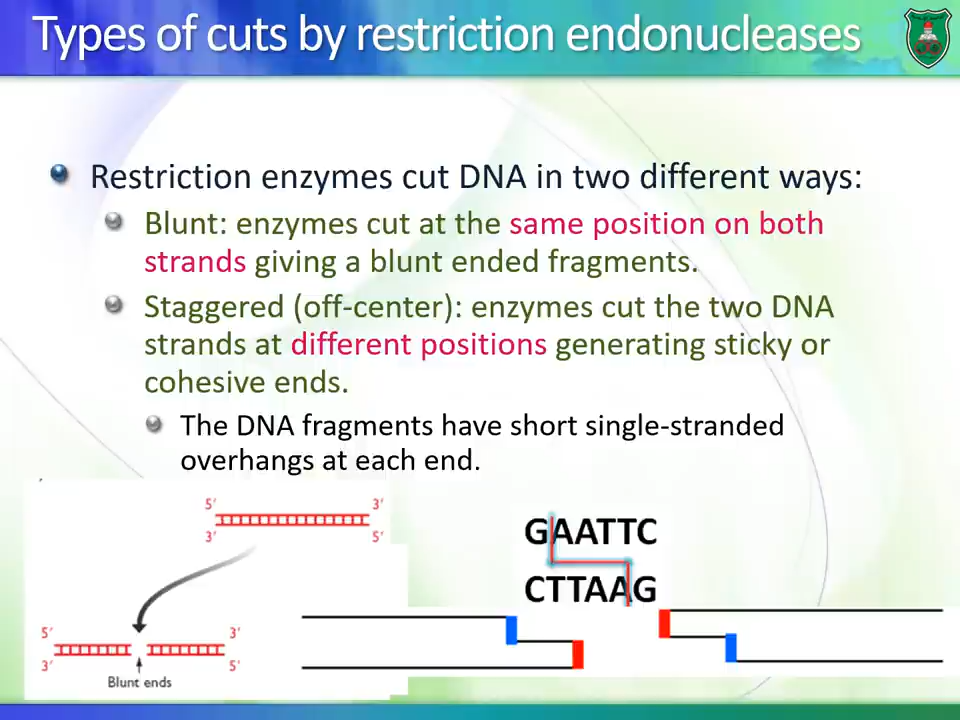 Types of cuts by restriction endonucleases
Restriction enzymes cut DNA in two different ways:
Blunt: enzymes cut at the same position on both
strands giving a blunt ended fragments.
Staggered (off-center): enzymes cut the two DNA
strands at different positions generating sticky or
cohesive ends.
The DNA fragments have short single-stranded
overhangs at each end.
5′ 3′
3′ 5′
GAATTC
CTTAAG
5′ 3′
3′ 5′
Blunt ends